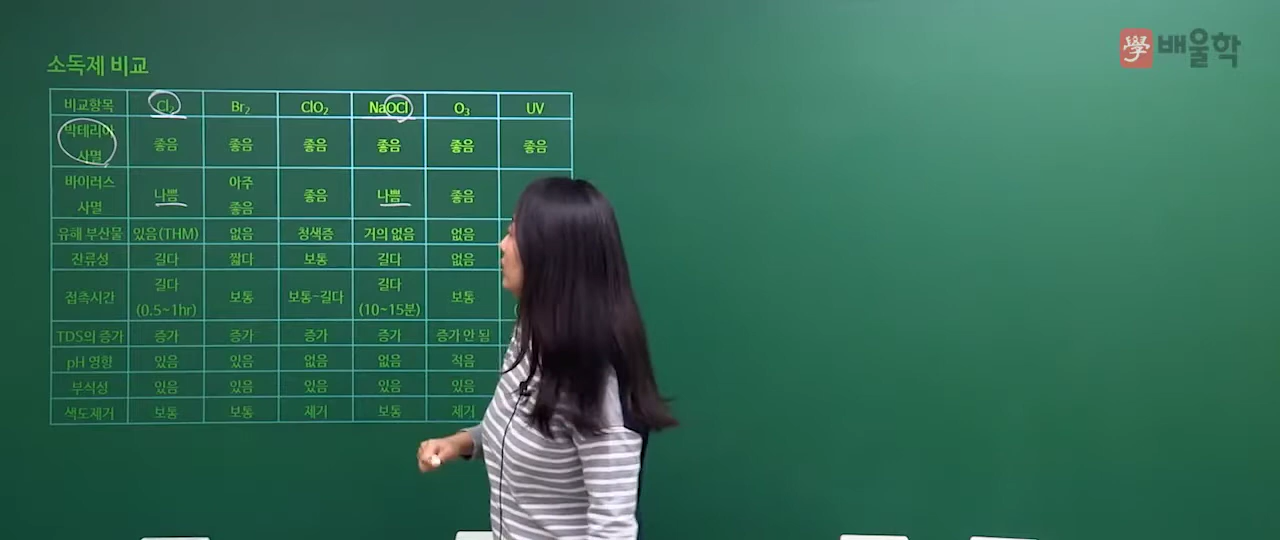 學 배울학
소독제 비교
비교항목 Cl₂ Br₂ ClO₂ NaOCl O₃ UV
박테리아 사멸 좋음 좋음 좋음 좋음 좋음 좋음
바이러스 사멸 나쁨 아주 좋음 좋음 나쁨 좋음
유해 부산물 있음(THM) 없음 청색증 거의 없음 없음
잔류성 길다 짧다 보통 길다 없음
접촉시간 길다 (0.5~1hr) 보통 보통~길다 길다 (10~15분) 보통
TDS의 증가 증가 증가 증가 증가 증가 안 됨
pH 영향 있음 있음 없음 없음 적음
부식성 있음 있음 있음 있음 있음
색도제거 보통 보통 제거 보통 제거